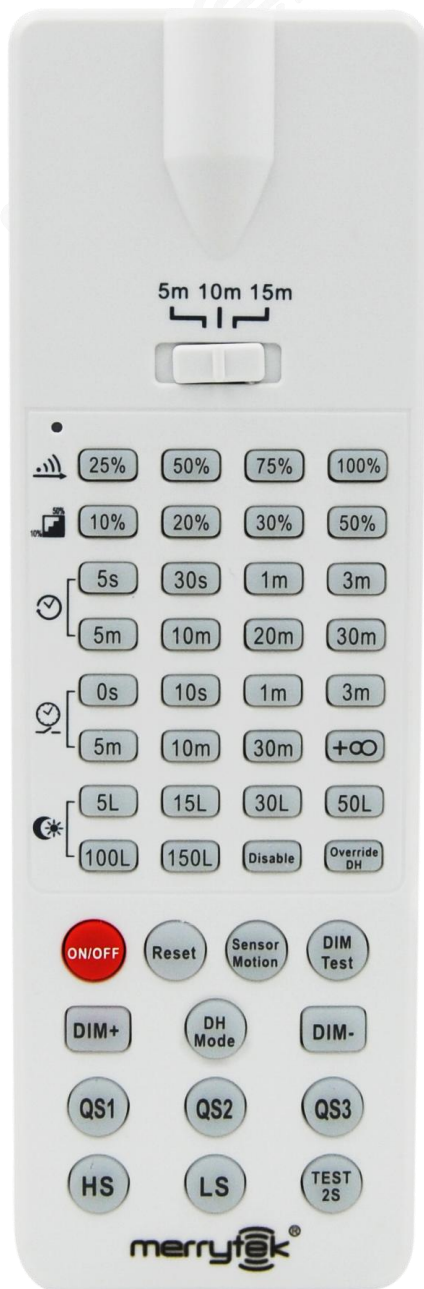 5m 10m 15m
25% 50% 75% 100%
50%
10%
10% 20% 30% 50%
5s 30s 1m 3m
5m 10m 20m 30m
0s 10s 1m 3m
5m 10m 30m +∞
5L 15L 30L 50L
100L 150L Disable Override
DH
ON/OFF Reset Sensor
Motion DIM
Test
DIM+ DH
Mode DIM-
QS1 QS2 QS3
HS LS TEST
2S
merrytek®